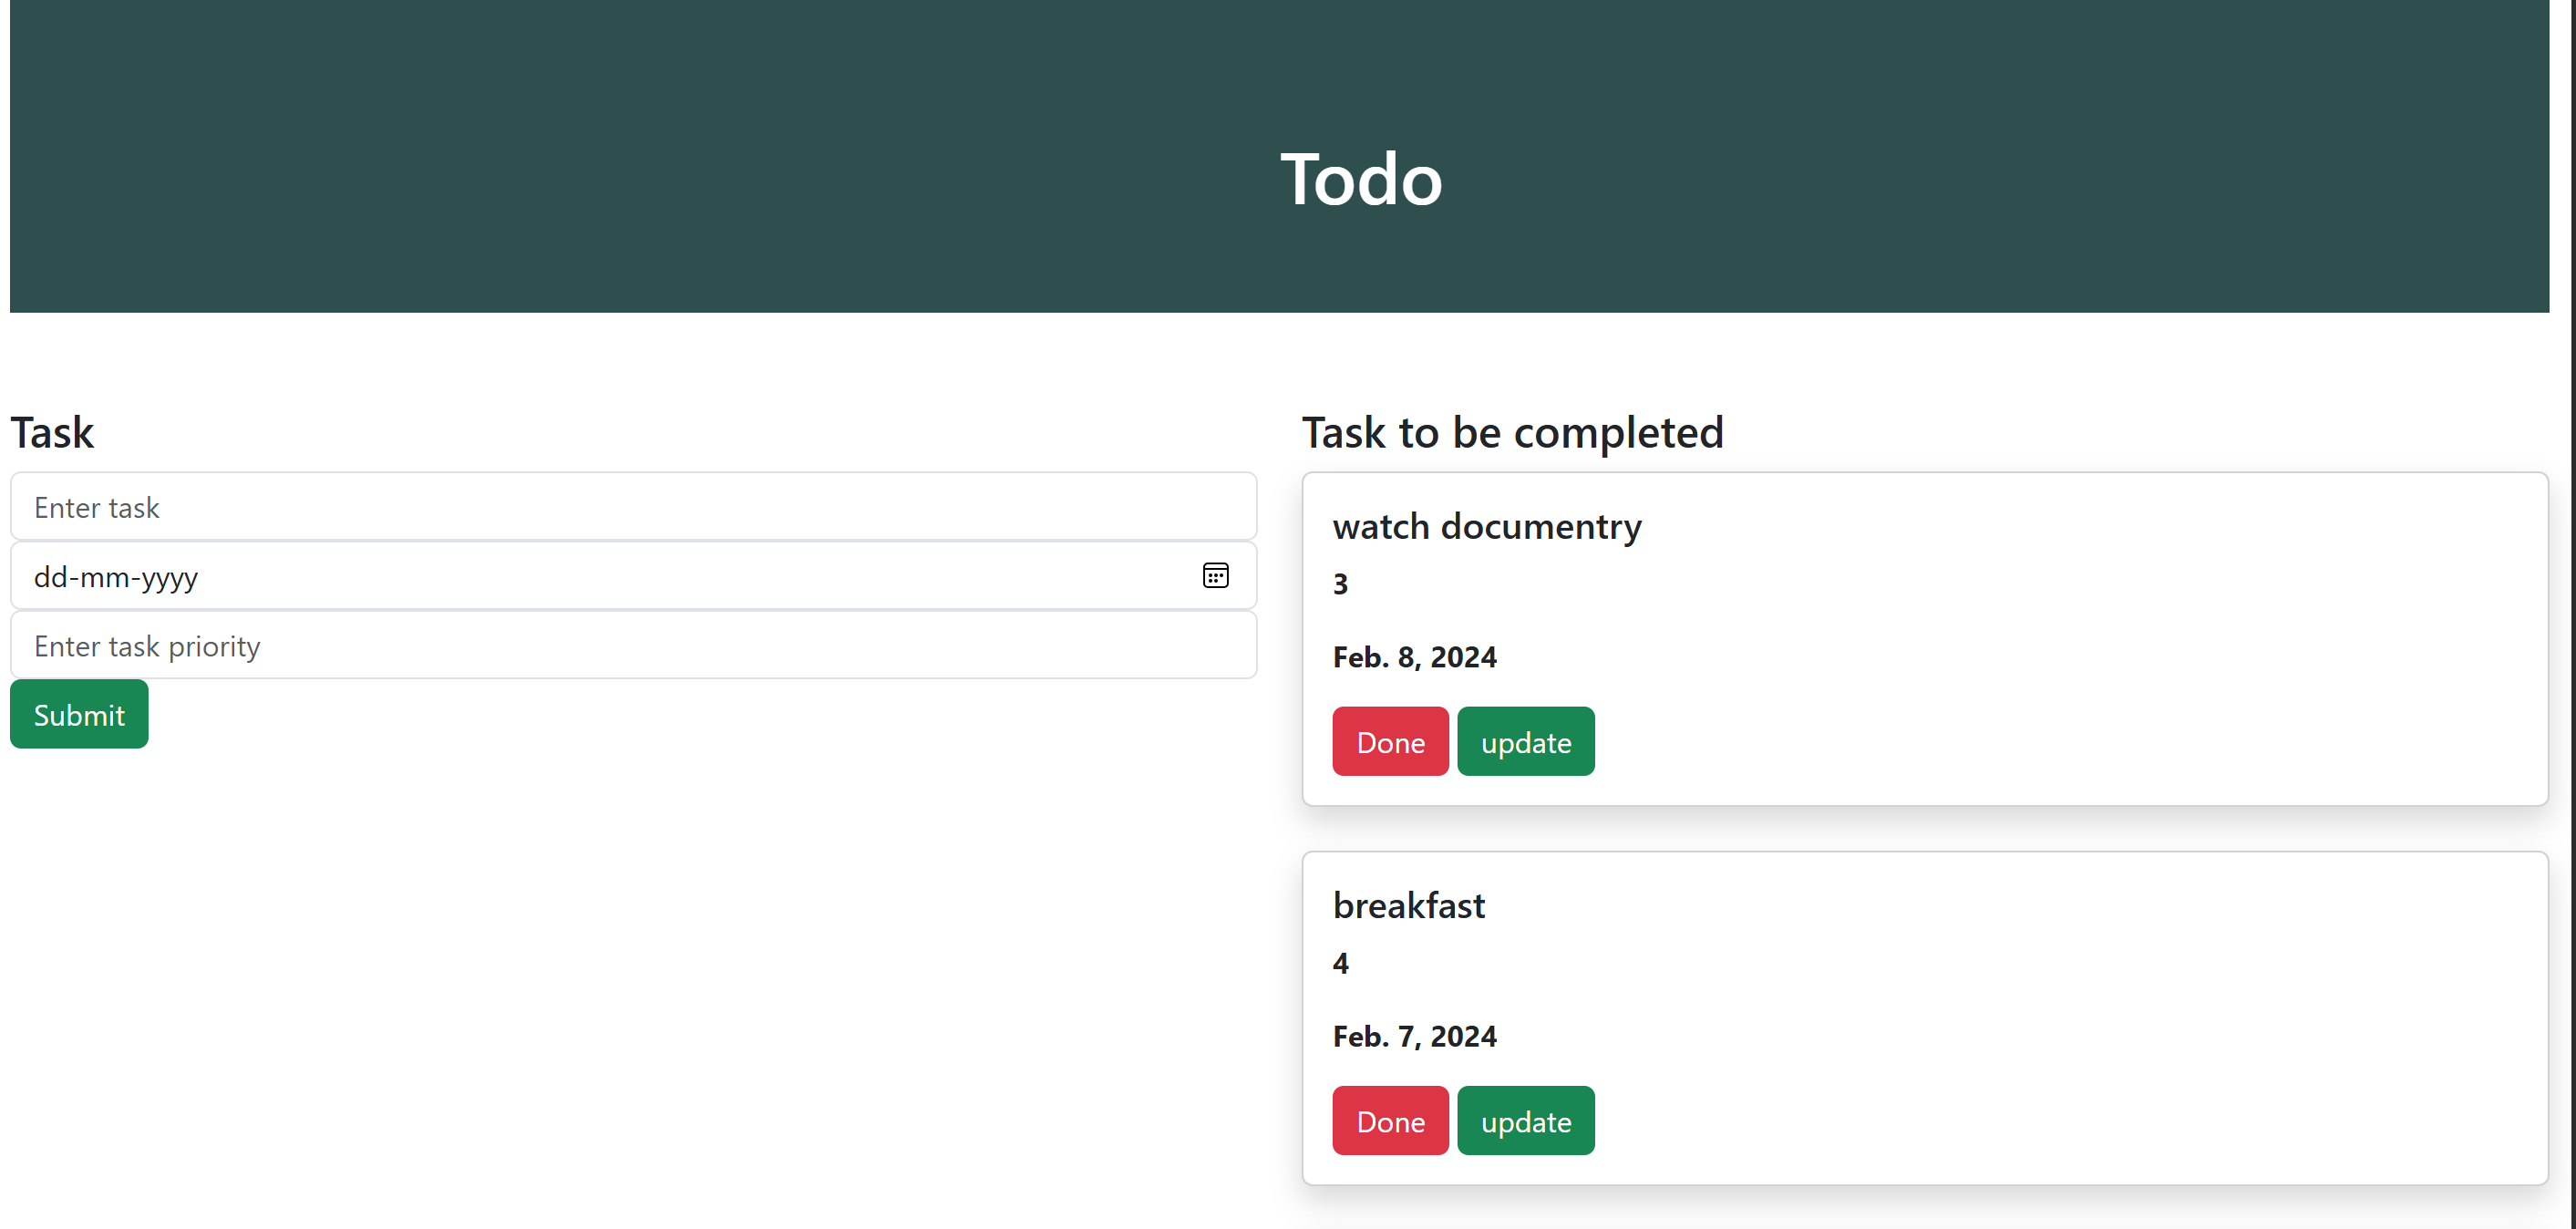 Todo
Task
Enter task
dd-mm-yyyy
Enter task priority
Submit
Task to be completed
watch documentry
3
Feb. 8, 2024
Done update
breakfast
4
Feb. 7, 2024
Done update